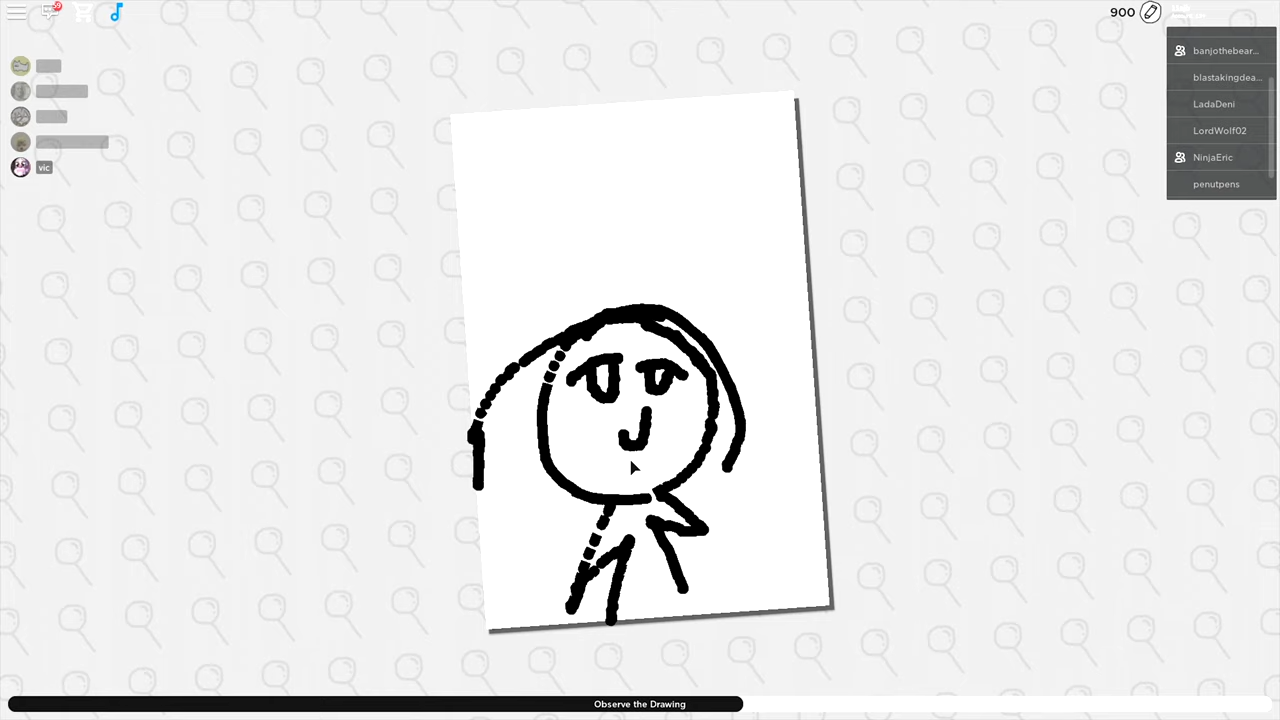 900
banjothebear...
blastakingdea...
LadaDeni
LordWolf02
NinjaEric
penutpens
vic
Observe the Drawing